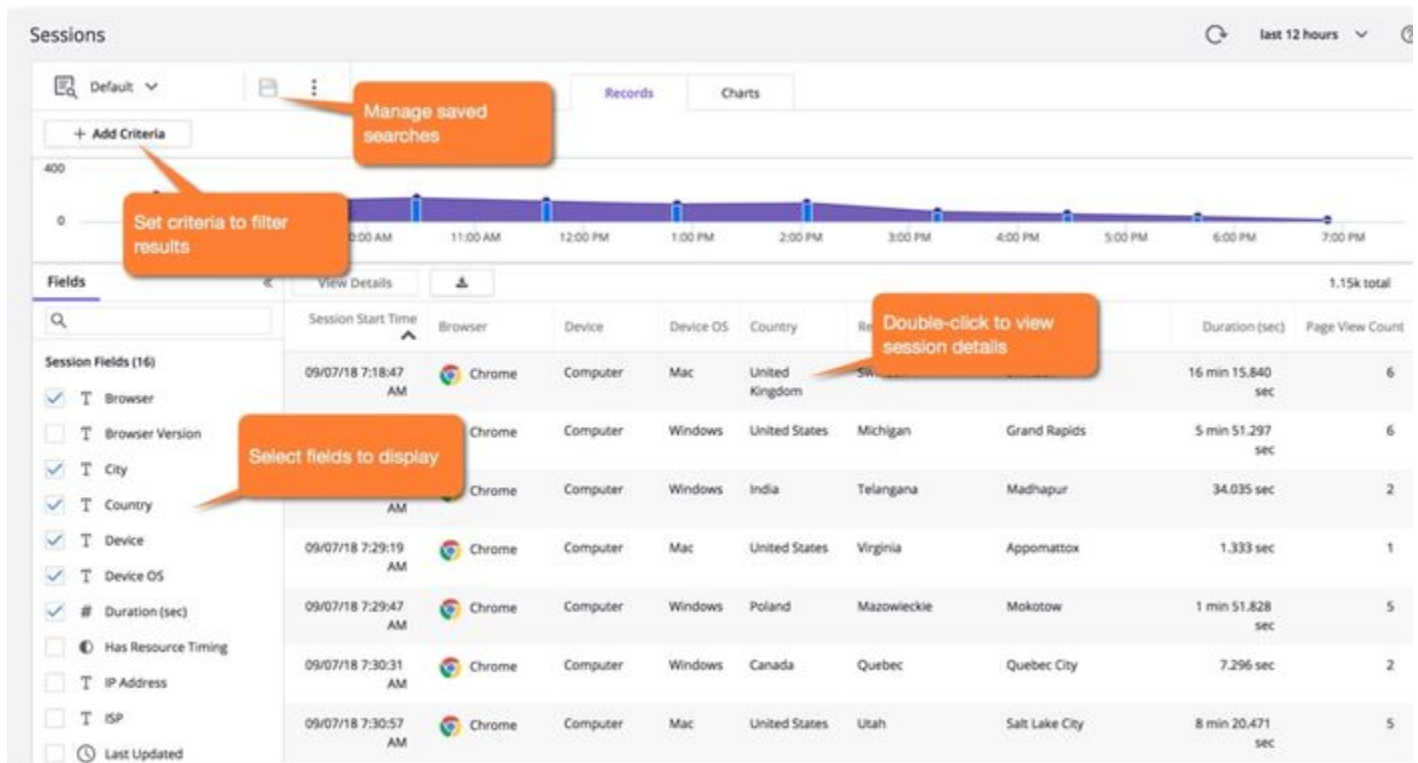 Sessions
last 12 hours
Default
Manage saved
searches
Records
Charts
+ Add Criteria
400
0
Set criteria to filter
results
11:00 AM
12:00 PM
1:00 PM
2:00 PM
3:00 PM
4:00 PM
5:00 PM
6:00 PM
7:00 PM
Fields
View Details
1.15k total
Session Start Time
Browser
Device
Device OS
Country
Double-click to view
session details
Duration (sec)
Page View Count
Session Fields (16)
T Browser
T Browser Version
T City
T Country
T Device
T Device OS
# Duration (sec)
Has Resource Timing
T IP Address
T ISP
Last Updated
Select fields to display
09/07/18 7:18:47
AM
Chrome
Computer
Mac
United
Kingdom
16 min 15.840
sec
6
Chrome
Computer
Windows
United States
Michigan
Grand Rapids
5 min 51.297
sec
6
AM
Chrome
Computer
Windows
India
Telangana
Madhapur
34.035 sec
2
09/07/18 7:29:19
AM
Chrome
Computer
Mac
United States
Virginia
Appomattox
1.333 sec
1
09/07/18 7:29:47
AM
Chrome
Computer
Windows
Poland
Mazowieckie
Mokotow
1 min 51.828
sec
5
09/07/18 7:30:31
AM
Chrome
Computer
Windows
Canada
Quebec
Quebec City
7.296 sec
2
09/07/18 7:30:57
AM
Chrome
Computer
Mac
United States
Utah
Salt Lake City
8 min 20.471
sec
5